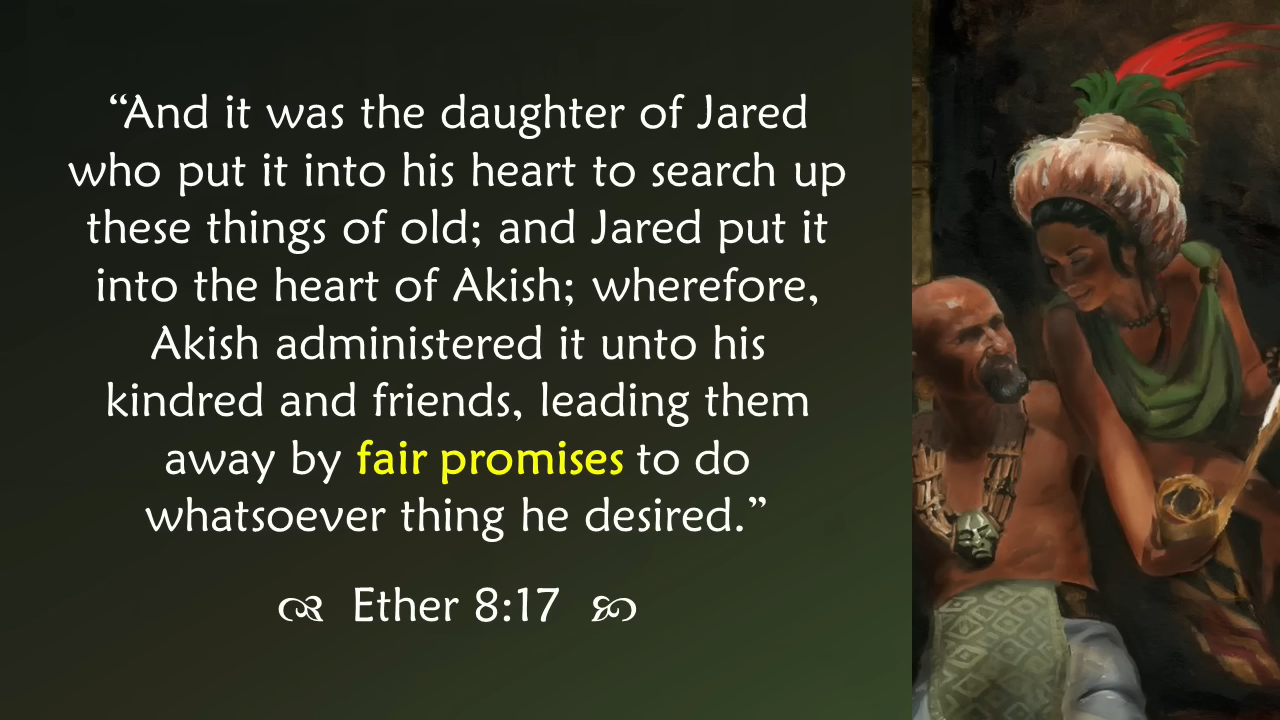 “And it was the daughter of Jared
who put it into his heart to search up
these things of old; and Jared put it
into the heart of Akish; wherefore,
Akish administered it unto his
kindred and friends, leading them
away by fair promises to do
whatsoever thing he desired.”
Ether 8:17